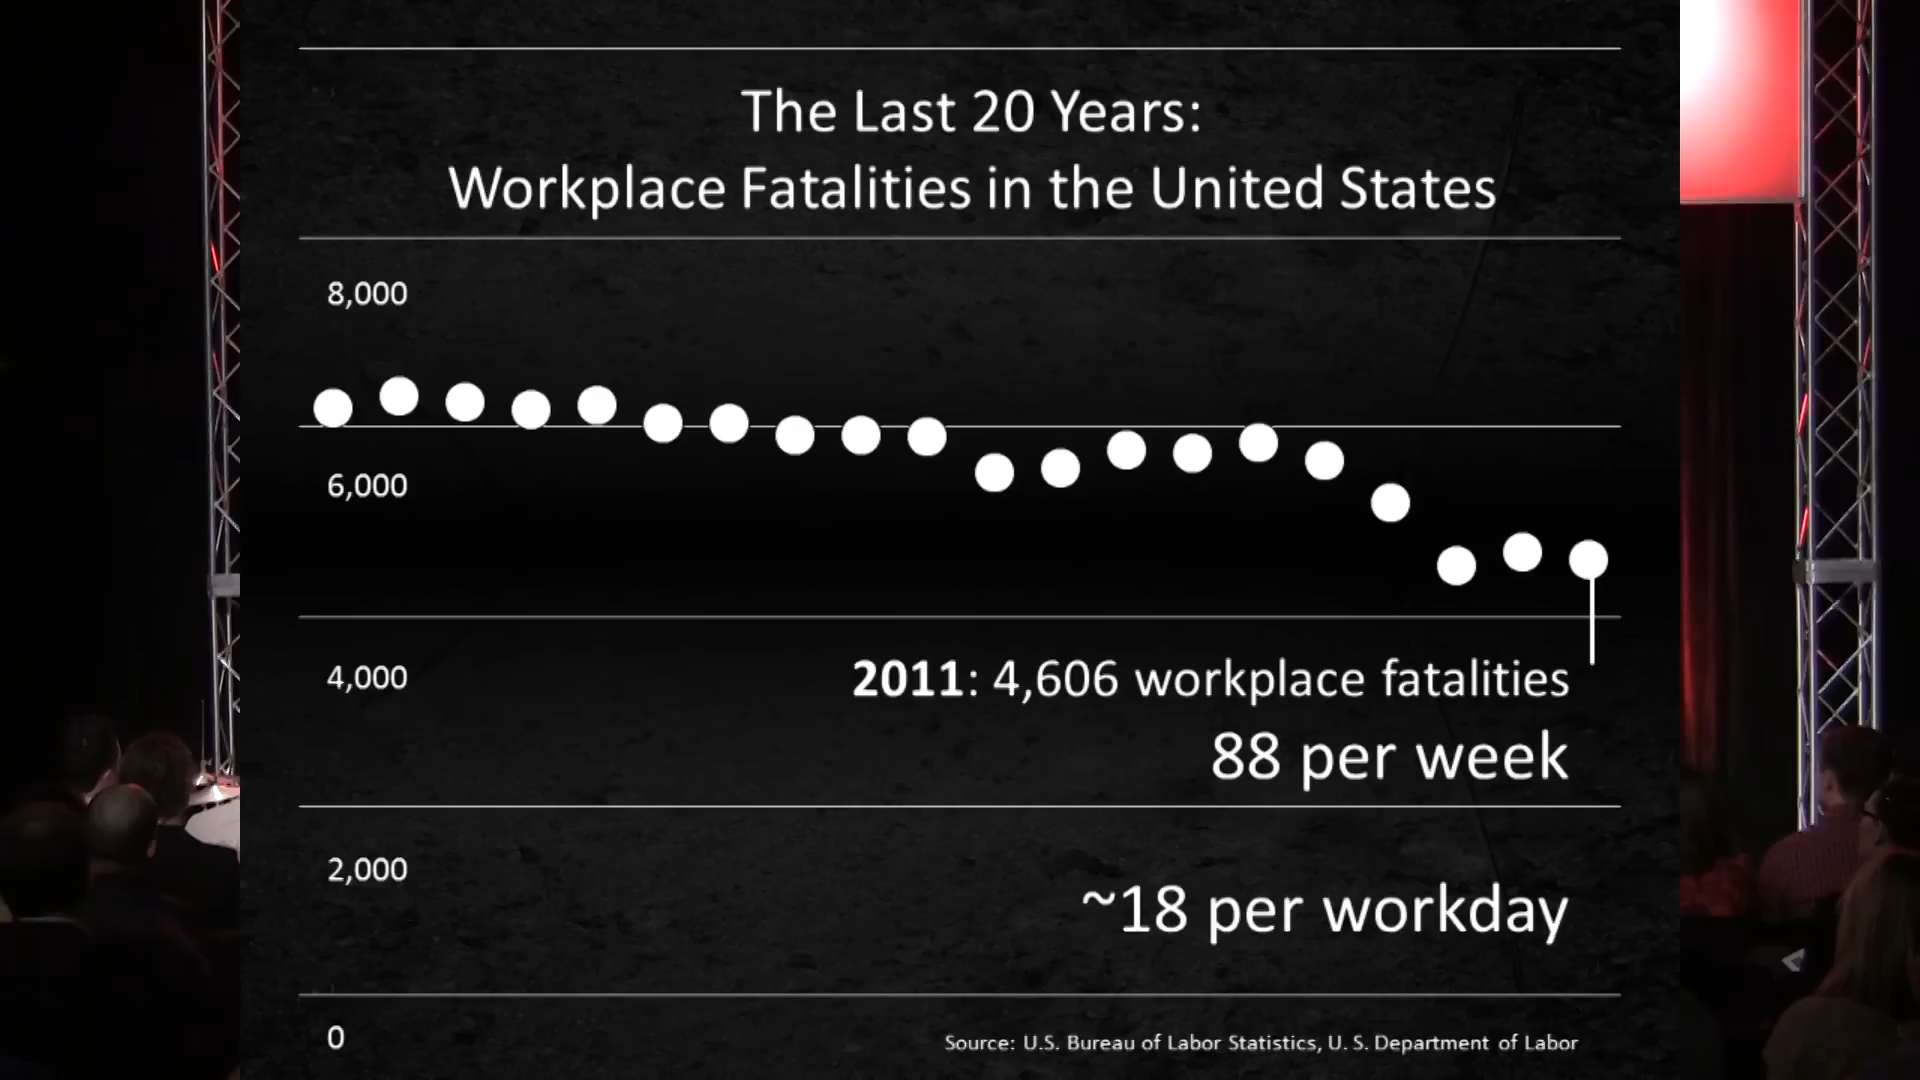 The Last 20 Years:
Workplace Fatalities in the United States
8,000
6,000
4,000
2011: 4,606 workplace fatalities
88 per week
2,000
~18 per workday
0
Source: U.S. Bureau of Labor Statistics, U. S. Department of Labor